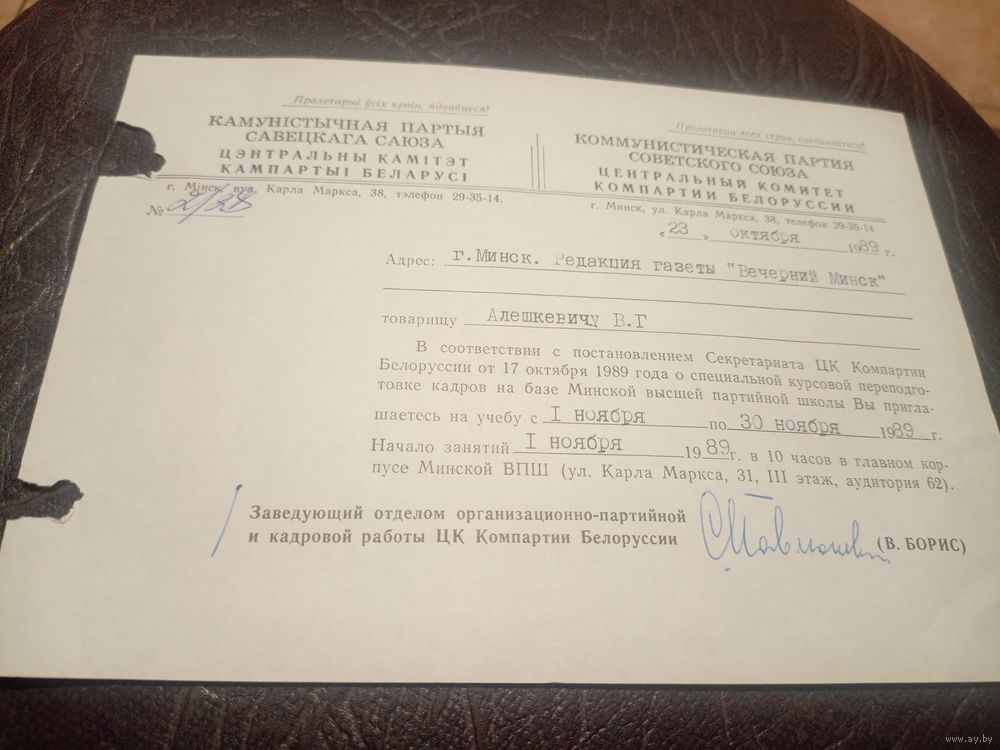 Пралетарыі ўсіх краін, яднайцеся!
КАМУНІСТЫЧНАЯ ПАРТЫЯ
САВЕЦКАГА САЮЗА
ЦЭНТРАЛЬНЫ КАМІТЭТ
КАМПАРТЫІ БЕЛАРУСІ
г. Мінск, вул. Карла Маркса, 38, тэлефон 29-35-14.
№ 2/38
Пролетарии всех стран, соединяйтесь!
КОММУНИСТИЧЕСКАЯ ПАРТИЯ
СОВЕТСКОГО СОЮЗА
ЦЕНТРАЛЬНЫЙ КОМИТЕТ
КОМПАРТИИ БЕЛОРУССИИ
г. Минск, ул. Карла Маркса, 38, телефон 29-35-14.
«23» октября 1989 г.
Адрес: г.Минск. Редакция газеты "Вечерний Минск"
товарищу Алешкевичу В.Г
В соответствии с постановлением Секретариата ЦК Компартии
Белоруссии от 17 октября 1989 года о специальной курсовой переподго-
товке кадров на базе Минской высшей партийной школы Вы пригла-
шаетесь на учебу с I ноября по 30 ноября 1989 г.
Начало занятий I ноября 1989 г. в 10 часов в главном кор-
пусе Минской ВПШ (ул. Карла Маркса, 31, III этаж, аудитория 62).
Заведующий отделом организационно-партийной
и кадровой работы ЦК Компартии Белоруссии
(В. БОРИС)
www.ay.by